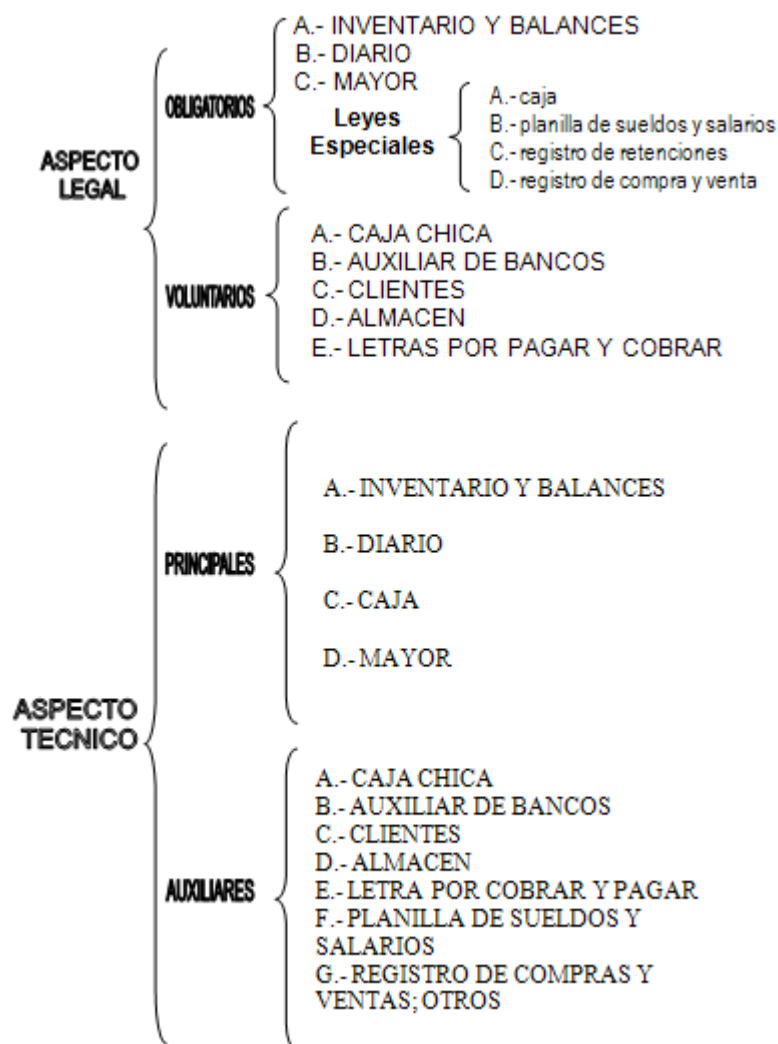 ASPECTO
LEGAL
OBLIGATORIOS
A.- INVENTARIO Y BALANCES
B.- DIARIO
C.- MAYOR
Leyes
Especiales
A.- caja
B.- planilla de sueldos y salarios
C.- registro de retenciones
D.- registro de compra y venta
VOLUNTARIOS
A.- CAJA CHICA
B.- AUXILIAR DE BANCOS
C.- CLIENTES
D.- ALMACEN
E.- LETRAS POR PAGAR Y COBRAR
ASPECTO
TECNICO
PRINCIPALES
A.- INVENTARIO Y BALANCES
B.- DIARIO
C.- CAJA
D.- MAYOR
AUXILIARES
A.- CAJA CHICA
B.- AUXILIAR DE BANCOS
C.- CLIENTES
D.- ALMACEN
E.- LETRA POR COBRAR Y PAGAR
F.- PLANILLA DE SUELDOS Y
SALARIOS
G.- REGISTRO DE COMPRAS Y
VENTAS; OTROS